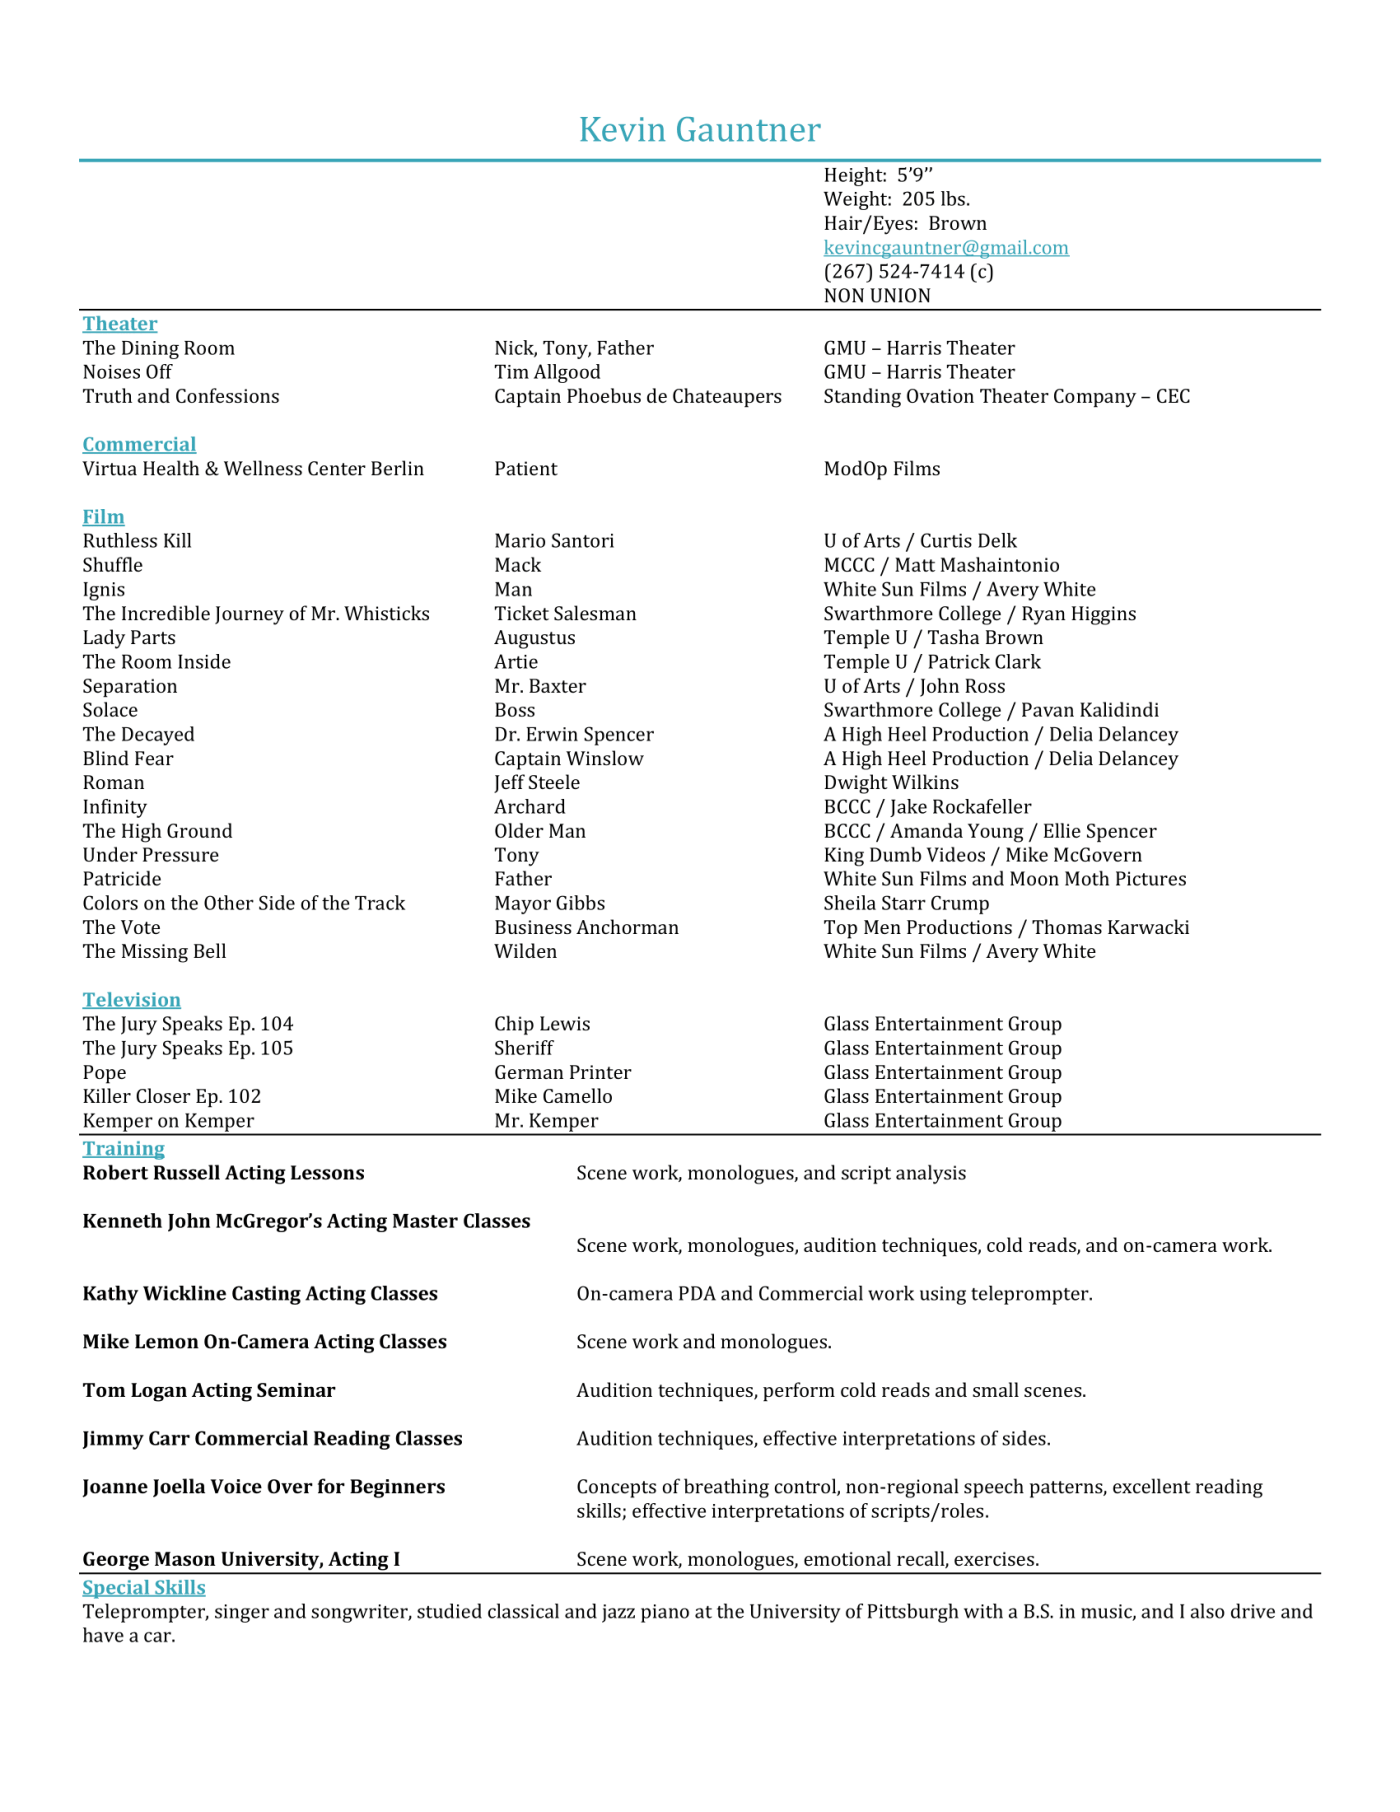 Kevin Gauntner
Height:  5’9’’
Weight:  205 lbs.
Hair/Eyes:  Brown
kevincgauntner@gmail.com
(267) 524-7414 (c)
NON UNION
Theater
The Dining Room Nick, Tony, Father GMU – Harris Theater
Noises Off Tim Allgood GMU – Harris Theater
Truth and Confessions Captain Phoebus de Chateaupers Standing Ovation Theater Company – CEC
Commercial
Virtua Health & Wellness Center Berlin Patient ModOp Films
Film
Ruthless Kill Mario Santori U of Arts / Curtis Delk
Shuffle Mack MCCC / Matt Mashaintonio
Ignis Man White Sun Films / Avery White
The Incredible Journey of Mr. Whisticks Ticket Salesman Swarthmore College / Ryan Higgins
Lady Parts Augustus Temple U / Tasha Brown
The Room Inside Artie Temple U / Patrick Clark
Separation Mr. Baxter U of Arts / John Ross
Solace Boss Swarthmore College / Pavan Kalidindi
The Decayed Dr. Erwin Spencer A High Heel Production / Delia Delancey
Blind Fear Captain Winslow A High Heel Production / Delia Delancey
Roman Jeff Steele Dwight Wilkins
Infinity Archard BCCC / Jake Rockafeller
The High Ground Older Man BCCC / Amanda Young / Ellie Spencer
Under Pressure Tony King Dumb Videos / Mike McGovern
Patricide Father White Sun Films and Moon Moth Pictures
Colors on the Other Side of the Track Mayor Gibbs Sheila Starr Crump
The Vote Business Anchorman Top Men Productions / Thomas Karwacki
The Missing Bell Wilden White Sun Films / Avery White
Television
The Jury Speaks Ep. 104 Chip Lewis Glass Entertainment Group
The Jury Speaks Ep. 105 Sheriff Glass Entertainment Group
Pope German Printer Glass Entertainment Group
Killer Closer Ep. 102 Mike Camello Glass Entertainment Group
Kemper on Kemper Mr. Kemper Glass Entertainment Group
Training
Robert Russell Acting Lessons Scene work, monologues, and script analysis
Kenneth John McGregor’s Acting Master Classes
Scene work, monologues, audition techniques, cold reads, and on-camera work.
Kathy Wickline Casting Acting Classes On-camera PDA and Commercial work using teleprompter.
Mike Lemon On-Camera Acting Classes Scene work and monologues.
Tom Logan Acting Seminar Audition techniques, perform cold reads and small scenes.
Jimmy Carr Commercial Reading Classes Audition techniques, effective interpretations of sides.
Joanne Joella Voice Over for Beginners Concepts of breathing control, non-regional speech patterns, excellent reading
skills; effective interpretations of scripts/roles.
George Mason University, Acting I Scene work, monologues, emotional recall, exercises.
Special Skills
Teleprompter, singer and songwriter, studied classical and jazz piano at the University of Pittsburgh with a B.S. in music, and I also drive and
have a car.